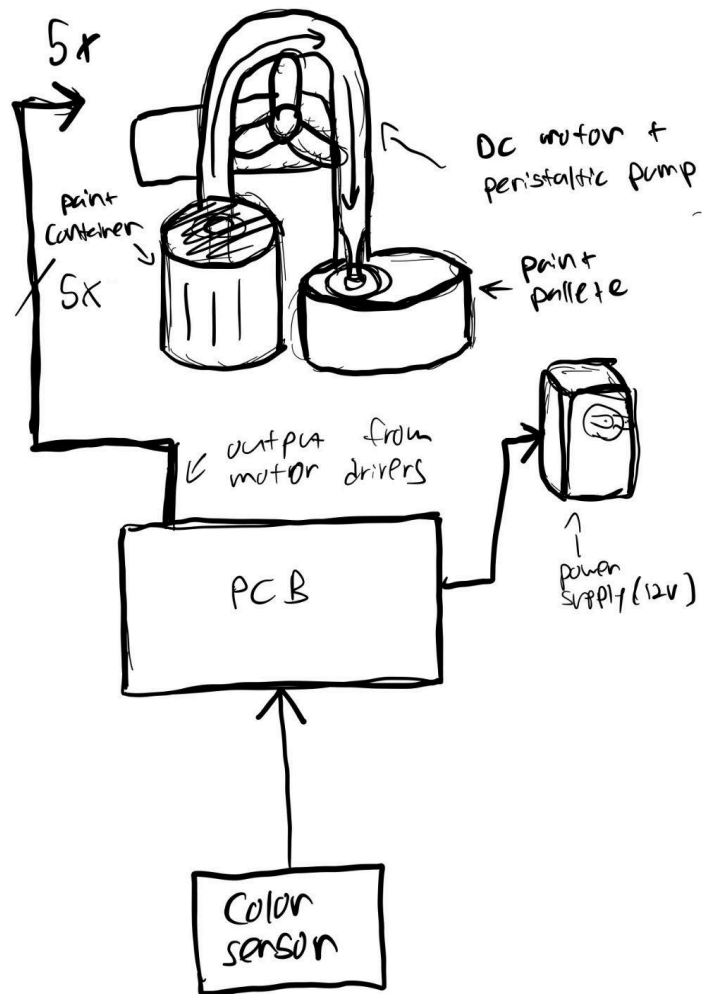 5x
DC motor +
peristaltic pump
paint
container
5x
paint
pallete
output from
motor drivers
power
supply (12V)
PCB
Color
sensor